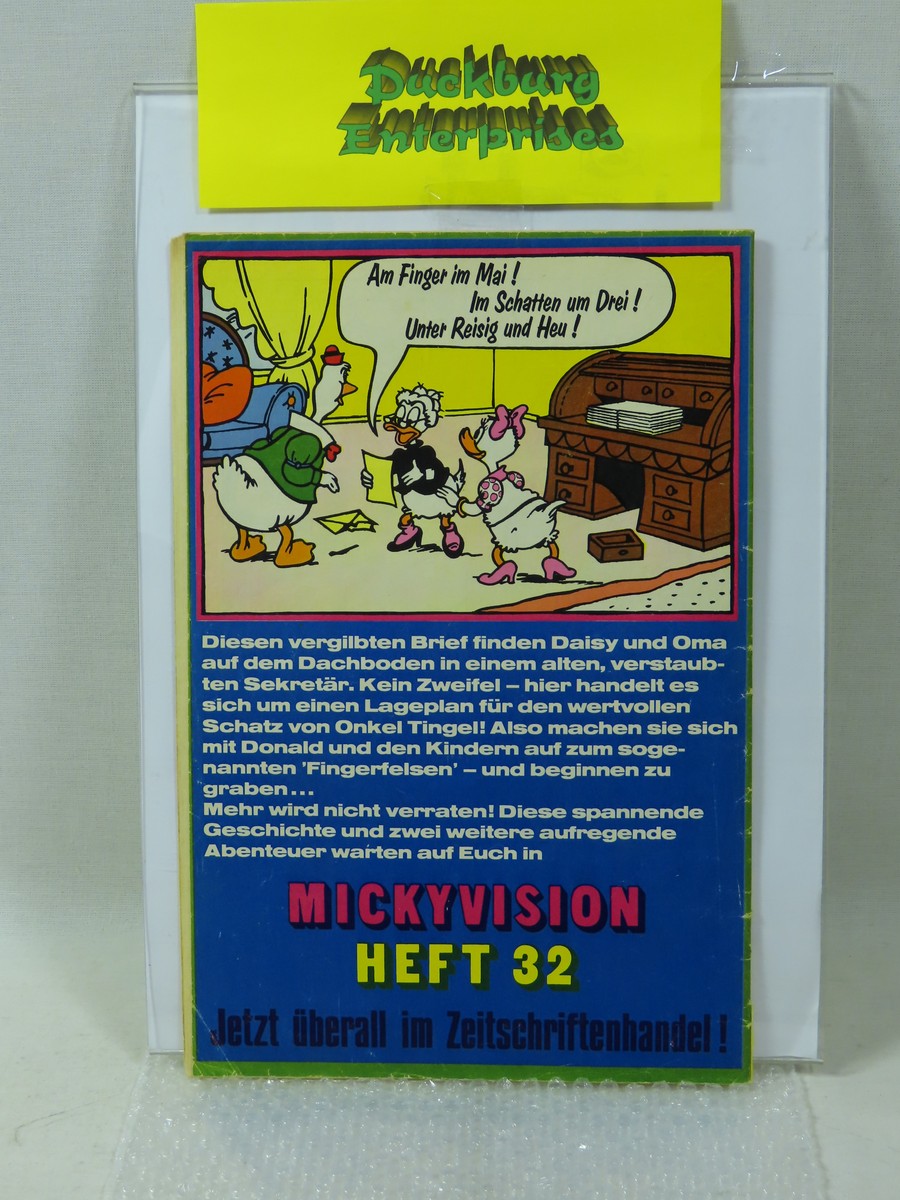 Duckburg
Enterprises
Am Finger im Mai!
Im Schatten um Drei!
Unter Reisig und Heu!
Diesen vergilbten Brief finden Daisy und Oma
auf dem Dachboden in einem alten, verstaub-
ten Sekretär. Kein Zweifel – hier handelt es
sich um einen Lageplan für den wertvollen
Schatz von Onkel Tingel! Also machen sie sich
mit Donald und den Kindern auf zum soge-
nannten 'Fingerfelsen' – und beginnen zu
graben...
Mehr wird nicht verraten! Diese spannende
Geschichte und zwei weitere aufregende
Abenteuer warten auf Euch in
MICKYVISION
HEFT 32
Jetzt überall im Zeitschriftenhandel!